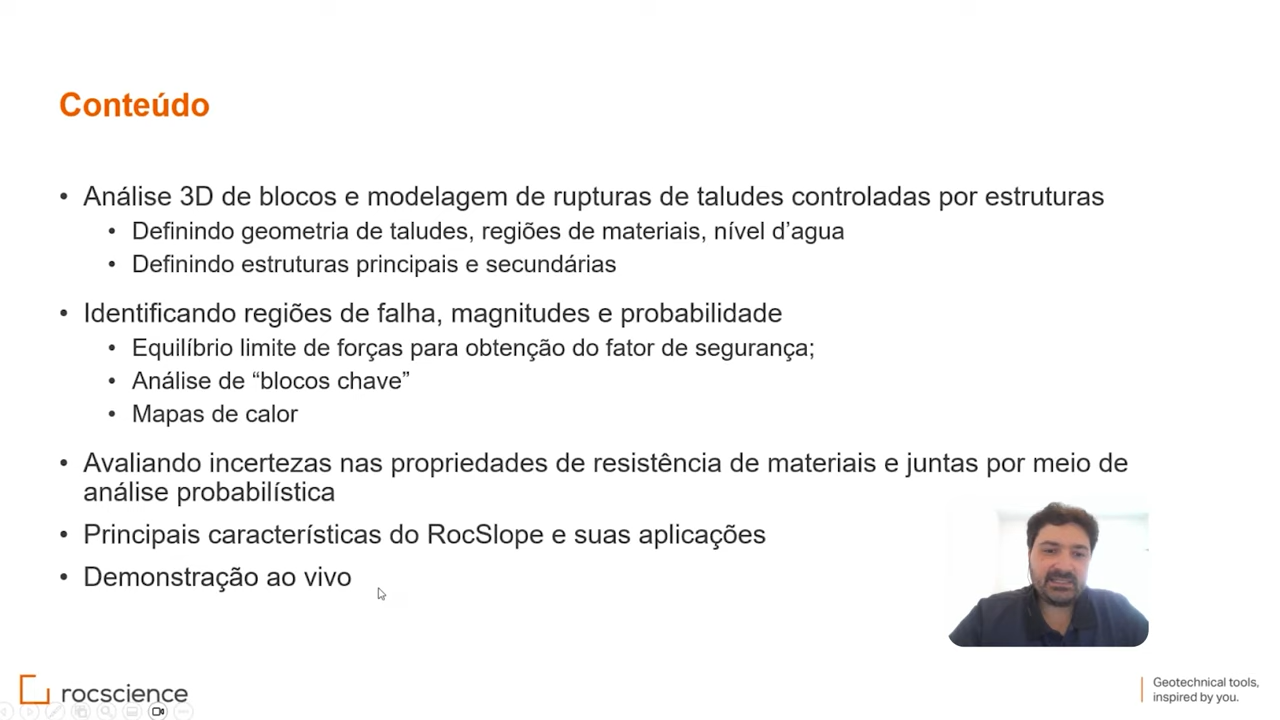 Conteúdo
• Análise 3D de blocos e modelagem de rupturas de taludes controladas por estruturas
• Definindo geometria de taludes, regiões de materiais, nível d’agua
• Definindo estruturas principais e secundárias
• Identificando regiões de falha, magnitudes e probabilidade
• Equilíbrio limite de forças para obtenção do fator de segurança;
• Análise de “blocos chave”
• Mapas de calor
• Avaliando incertezas nas propriedades de resistência de materiais e juntas por meio de
análise probabilística
• Principais características do RocSlope e suas aplicações
• Demonstração ao vivo
rocscience
Geotechnical tools,
inspired by you.